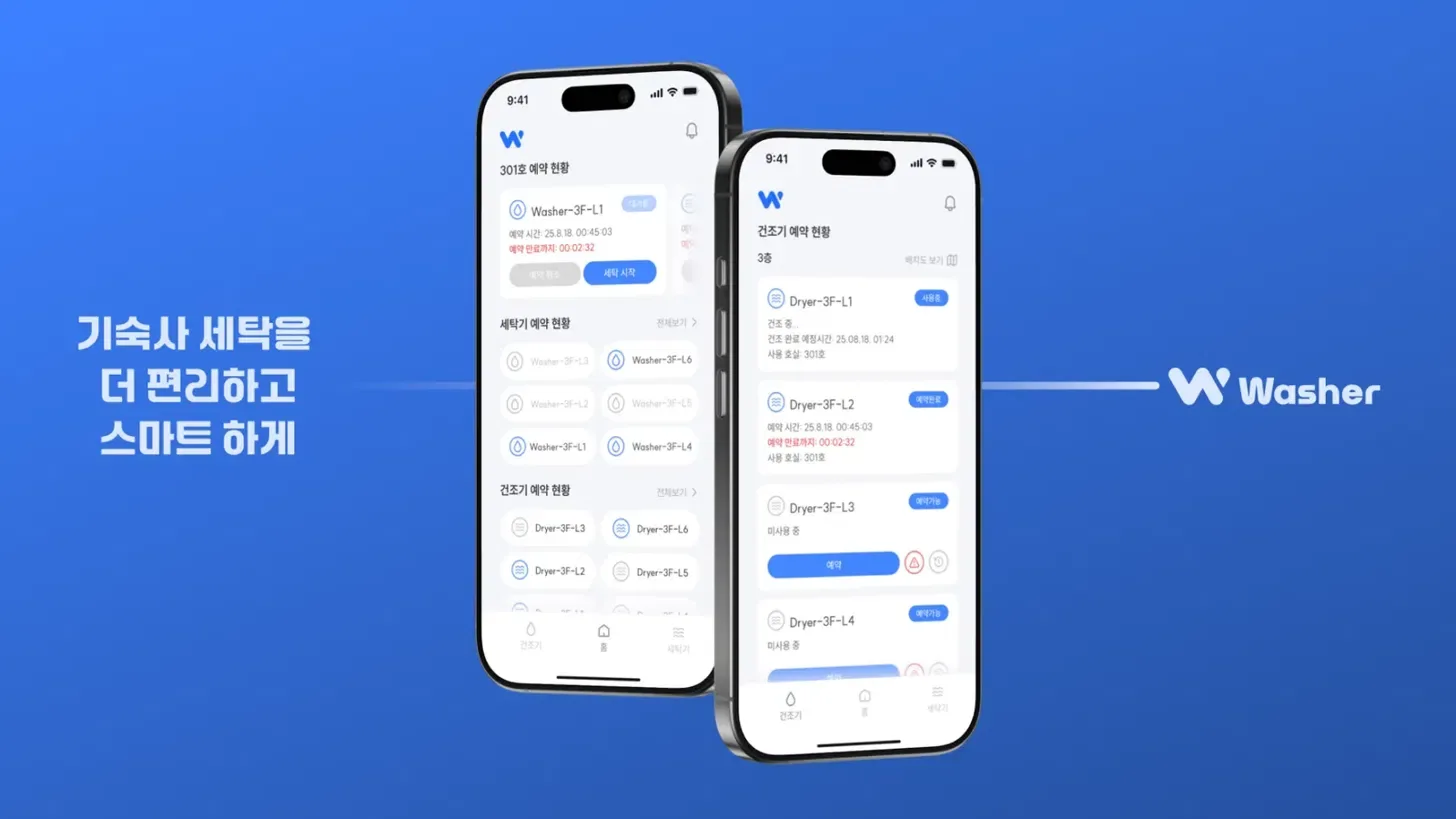 기숙사 세탁을
더 편리하고
스마트 하게
9:41
301호 예약 현황
Washer-3F-L1
예약 시간: 25.8.18. 00:45:03
예약 만료까지: 00:02:32
예약 취소
세탁 시작
세탁기 예약 현황
전체보기
Washer-3F-L3
Washer-3F-L6
Washer-3F-L2
Washer-3F-L5
Washer-3F-L1
Washer-3F-L4
건조기 예약 현황
전체보기
Dryer-3F-L3
Dryer-3F-L6
Dryer-3F-L2
Dryer-3F-L5
건조기
홈
세탁기
9:41
건조기 예약 현황
3층
배치도 보기
Dryer-3F-L1
사용중
건조 중...
건조 완료 예정시간: 25.08.18. 01:24
사용 호실: 301호
Dryer-3F-L2
예약완료
예약 시간: 25.8.18. 00:45:03
예약 만료까지: 00:02:32
사용 호실: 301호
Dryer-3F-L3
예약가능
미사용 중
예약
Dryer-3F-L4
예약가능
미사용 중
건조기
홈
세탁기
Washer